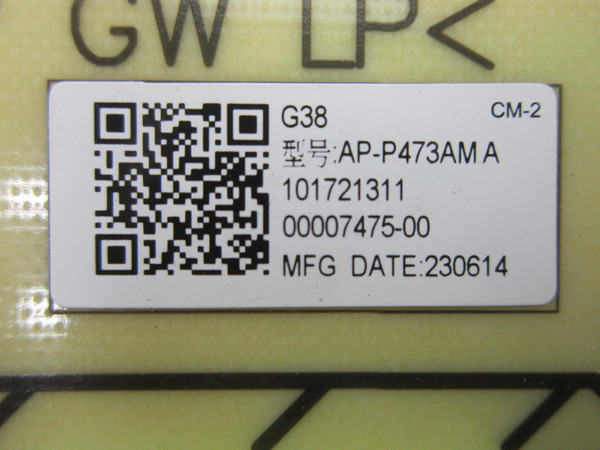 GW LP<
G38
CM-2
型号:AP-P473AM A
101721311
00007475-00
MFG DATE:230614